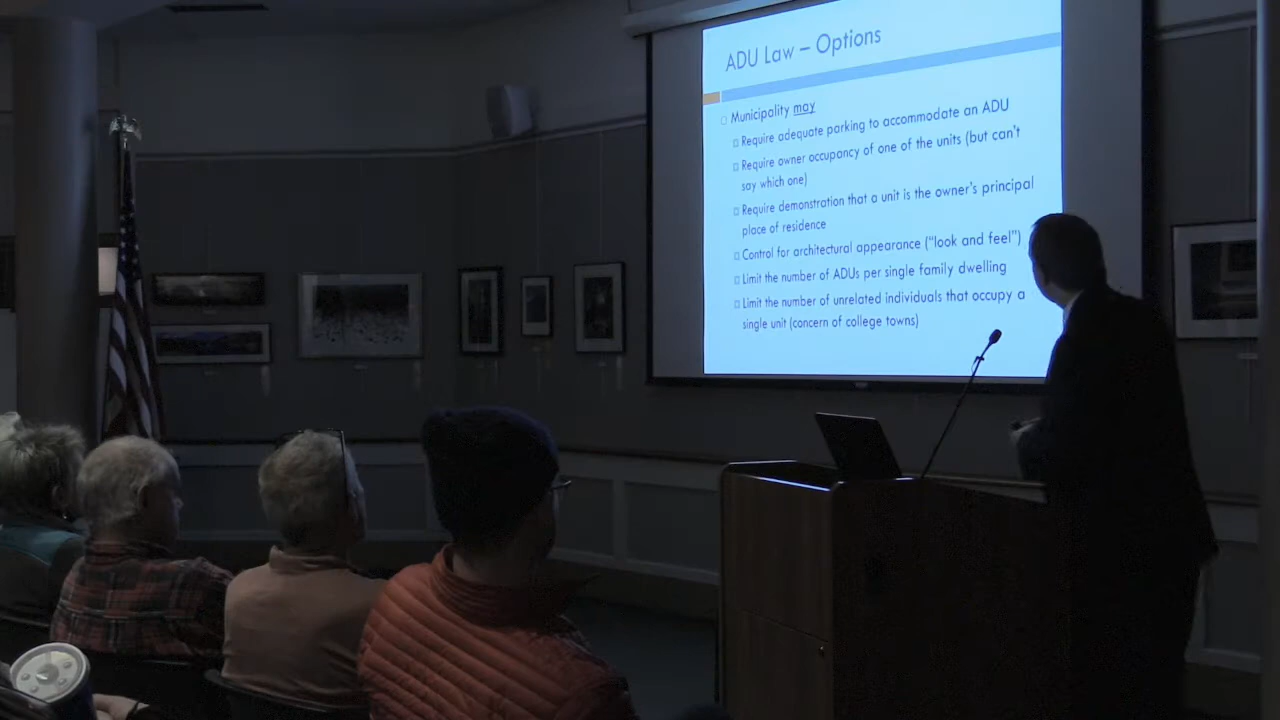 ADU Law – Options
Municipality may
Require adequate parking to accommodate an ADU
Require owner occupancy of one of the units (but can't
say which one)
Require demonstration that a unit is the owner's principal
place of residence
Control for architectural appearance ("look and feel")
Limit the number of ADUs per single family dwelling
Limit the number of unrelated individuals that occupy a
single unit (concern of college towns)